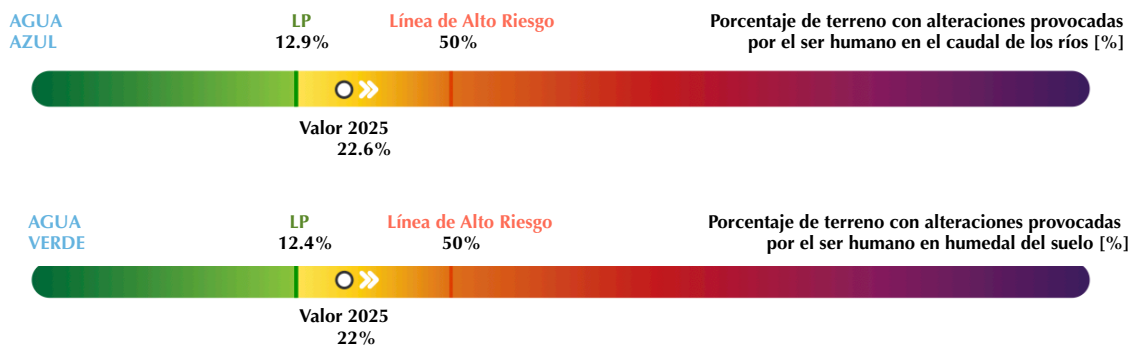 AGUA
AZUL
LP
12.9%
Línea de Alto Riesgo
50%
Porcentaje de terreno con alteraciones provocadas
por el ser humano en el caudal de los ríos [%]
Valor 2025
22.6%
AGUA
VERDE
LP
12.4%
Línea de Alto Riesgo
50%
Porcentaje de terreno con alteraciones provocadas
por el ser humano en humedal del suelo [%]
Valor 2025
22%